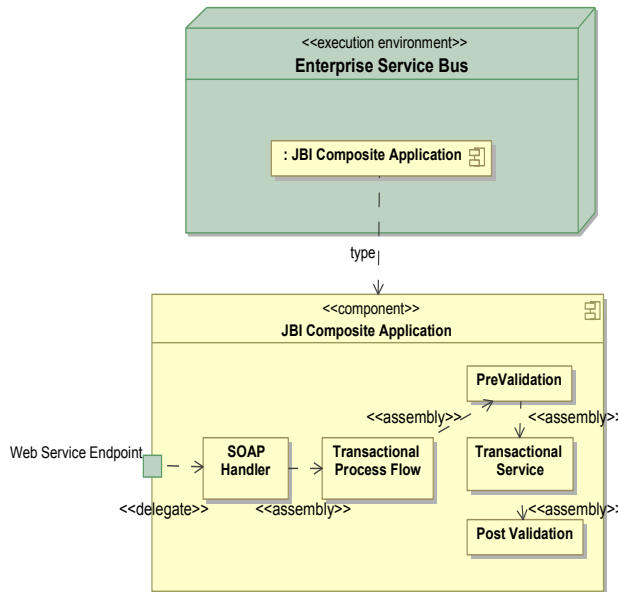 <<execution environment>>
Enterprise Service Bus
: JBI Composite Application
type
<<component>>
JBI Composite Application
PreValidation
<<assembly>>
<<assembly>>
Web Service Endpoint
SOAP
Handler
Transactional
Process Flow
Transactional
Service
<<delegate>>
<<assembly>>
<<assembly>>
Post Validation